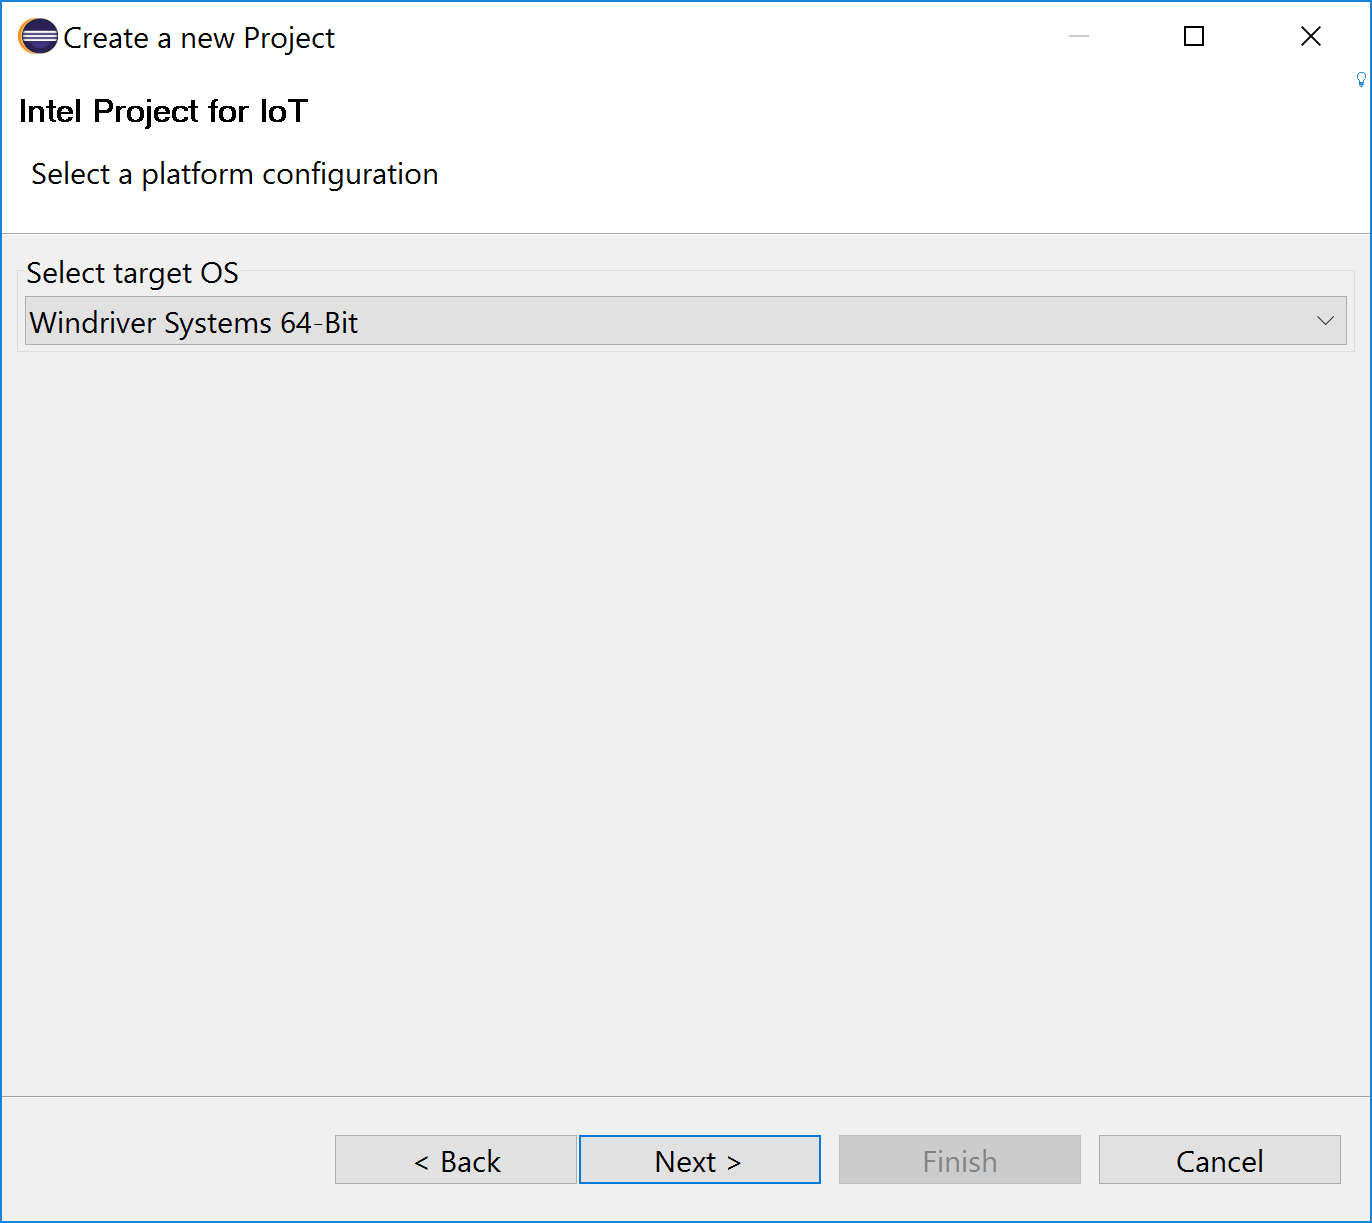 Create a new Project
Intel Project for IoT
Select a platform configuration
Select target OS
Windriver Systems 64-Bit
< Back
Next >
Finish
Cancel